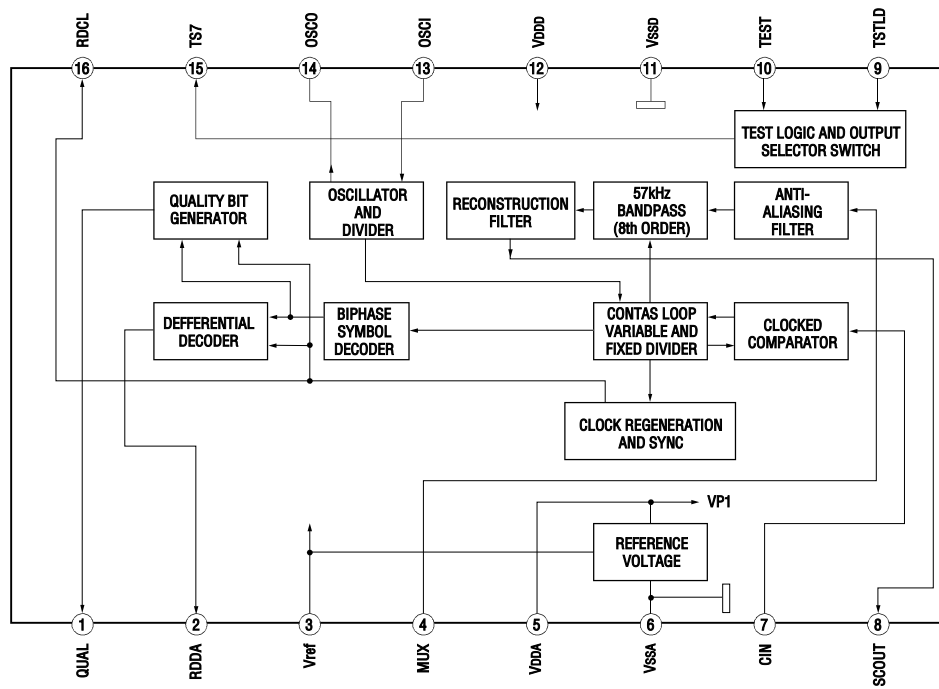 RDCL
TS7
OSCO
OSCI
VDDD
VSSD
TEST
TSTLD
16
15
14
13
12
11
10
9
TEST LOGIC AND OUTPUT
SELECTOR SWITCH
QUALITY BIT
GENERATOR
OSCILLATOR
AND
DIVIDER
RECONSTRUCTION
FILTER
57kHz
BANDPASS
(8th ORDER)
ANTI-
ALIASING
FILTER
DEFFERENTIAL
DECODER
BIPHASE
SYMBOL
DECODER
CONTAS LOOP
VARIABLE AND
FIXED DIVIDER
CLOCKED
COMPARATOR
CLOCK REGENERATION
AND SYNC
VP1
REFERENCE
VOLTAGE
1
2
3
4
5
6
7
8
QUAL
RDDA
Vref
MUX
VDDA
VSSA
CIN
SCOUT